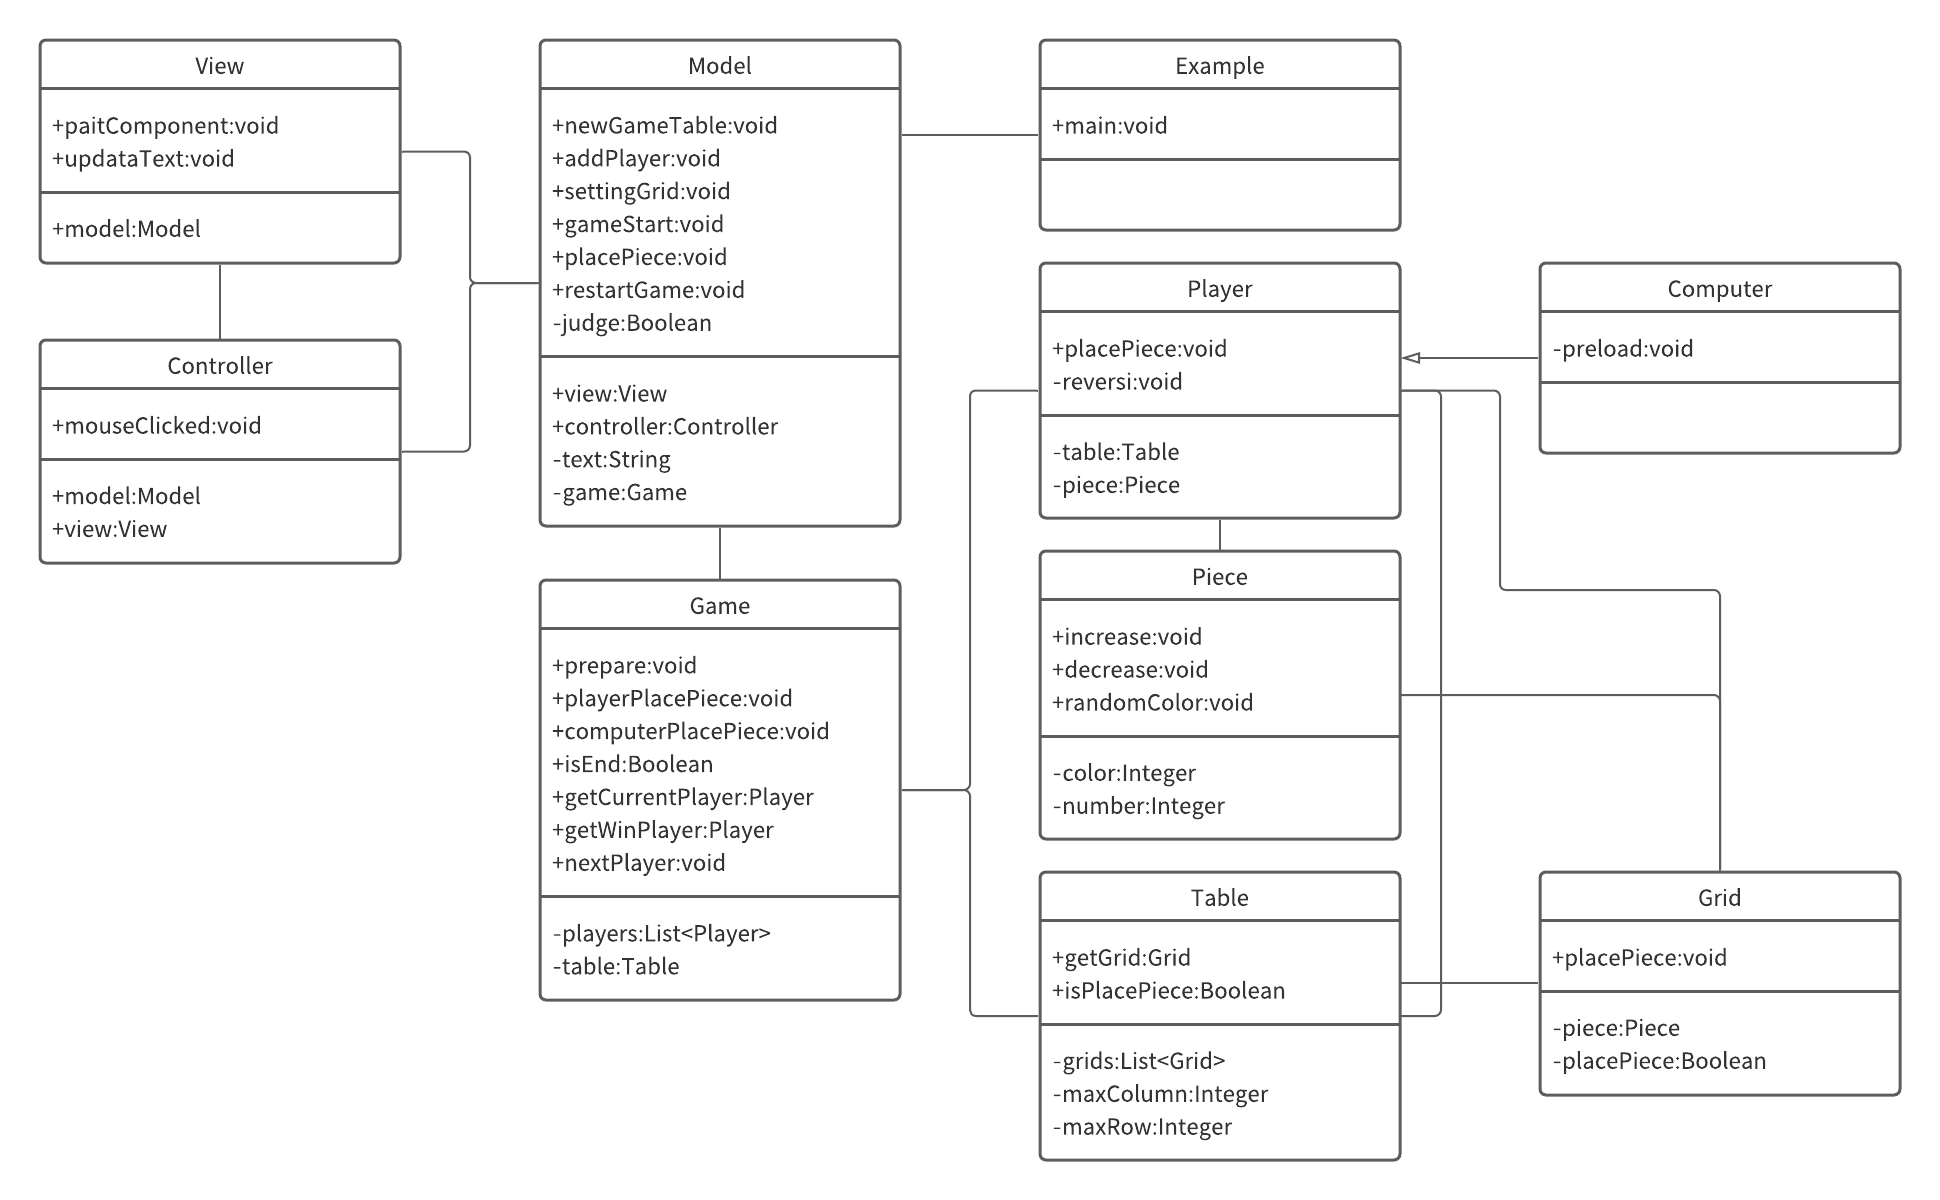 View
+paitComponent:void
+updataText:void
+model:Model
Controller
+mouseClicked:void
+model:Model
+view:View
Model
+newGameTable:void
+addPlayer:void
+settingGrid:void
+gameStart:void
+placePiece:void
+restartGame:void
-judge:Boolean
+view:View
+controller:Controller
-text:String
-game:Game
Game
+prepare:void
+playerPlacePiece:void
+computerPlacePiece:void
+isEnd:Boolean
+getCurrentPlayer:Player
+getWinPlayer:Player
+nextPlayer:void
-players:List<Player>
-table:Table
Example
+main:void
Player
+placePiece:void
-reversi:void
-table:Table
-piece:Piece
Piece
+increase:void
+decrease:void
+randomColor:void
-color:Integer
-number:Integer
Table
+getGrid:Grid
+isPlacePiece:Boolean
-grids:List<Grid>
-maxColumn:Integer
-maxRow:Integer
Computer
-preload:void
Grid
+placePiece:void
-piece:Piece
-placePiece:Boolean